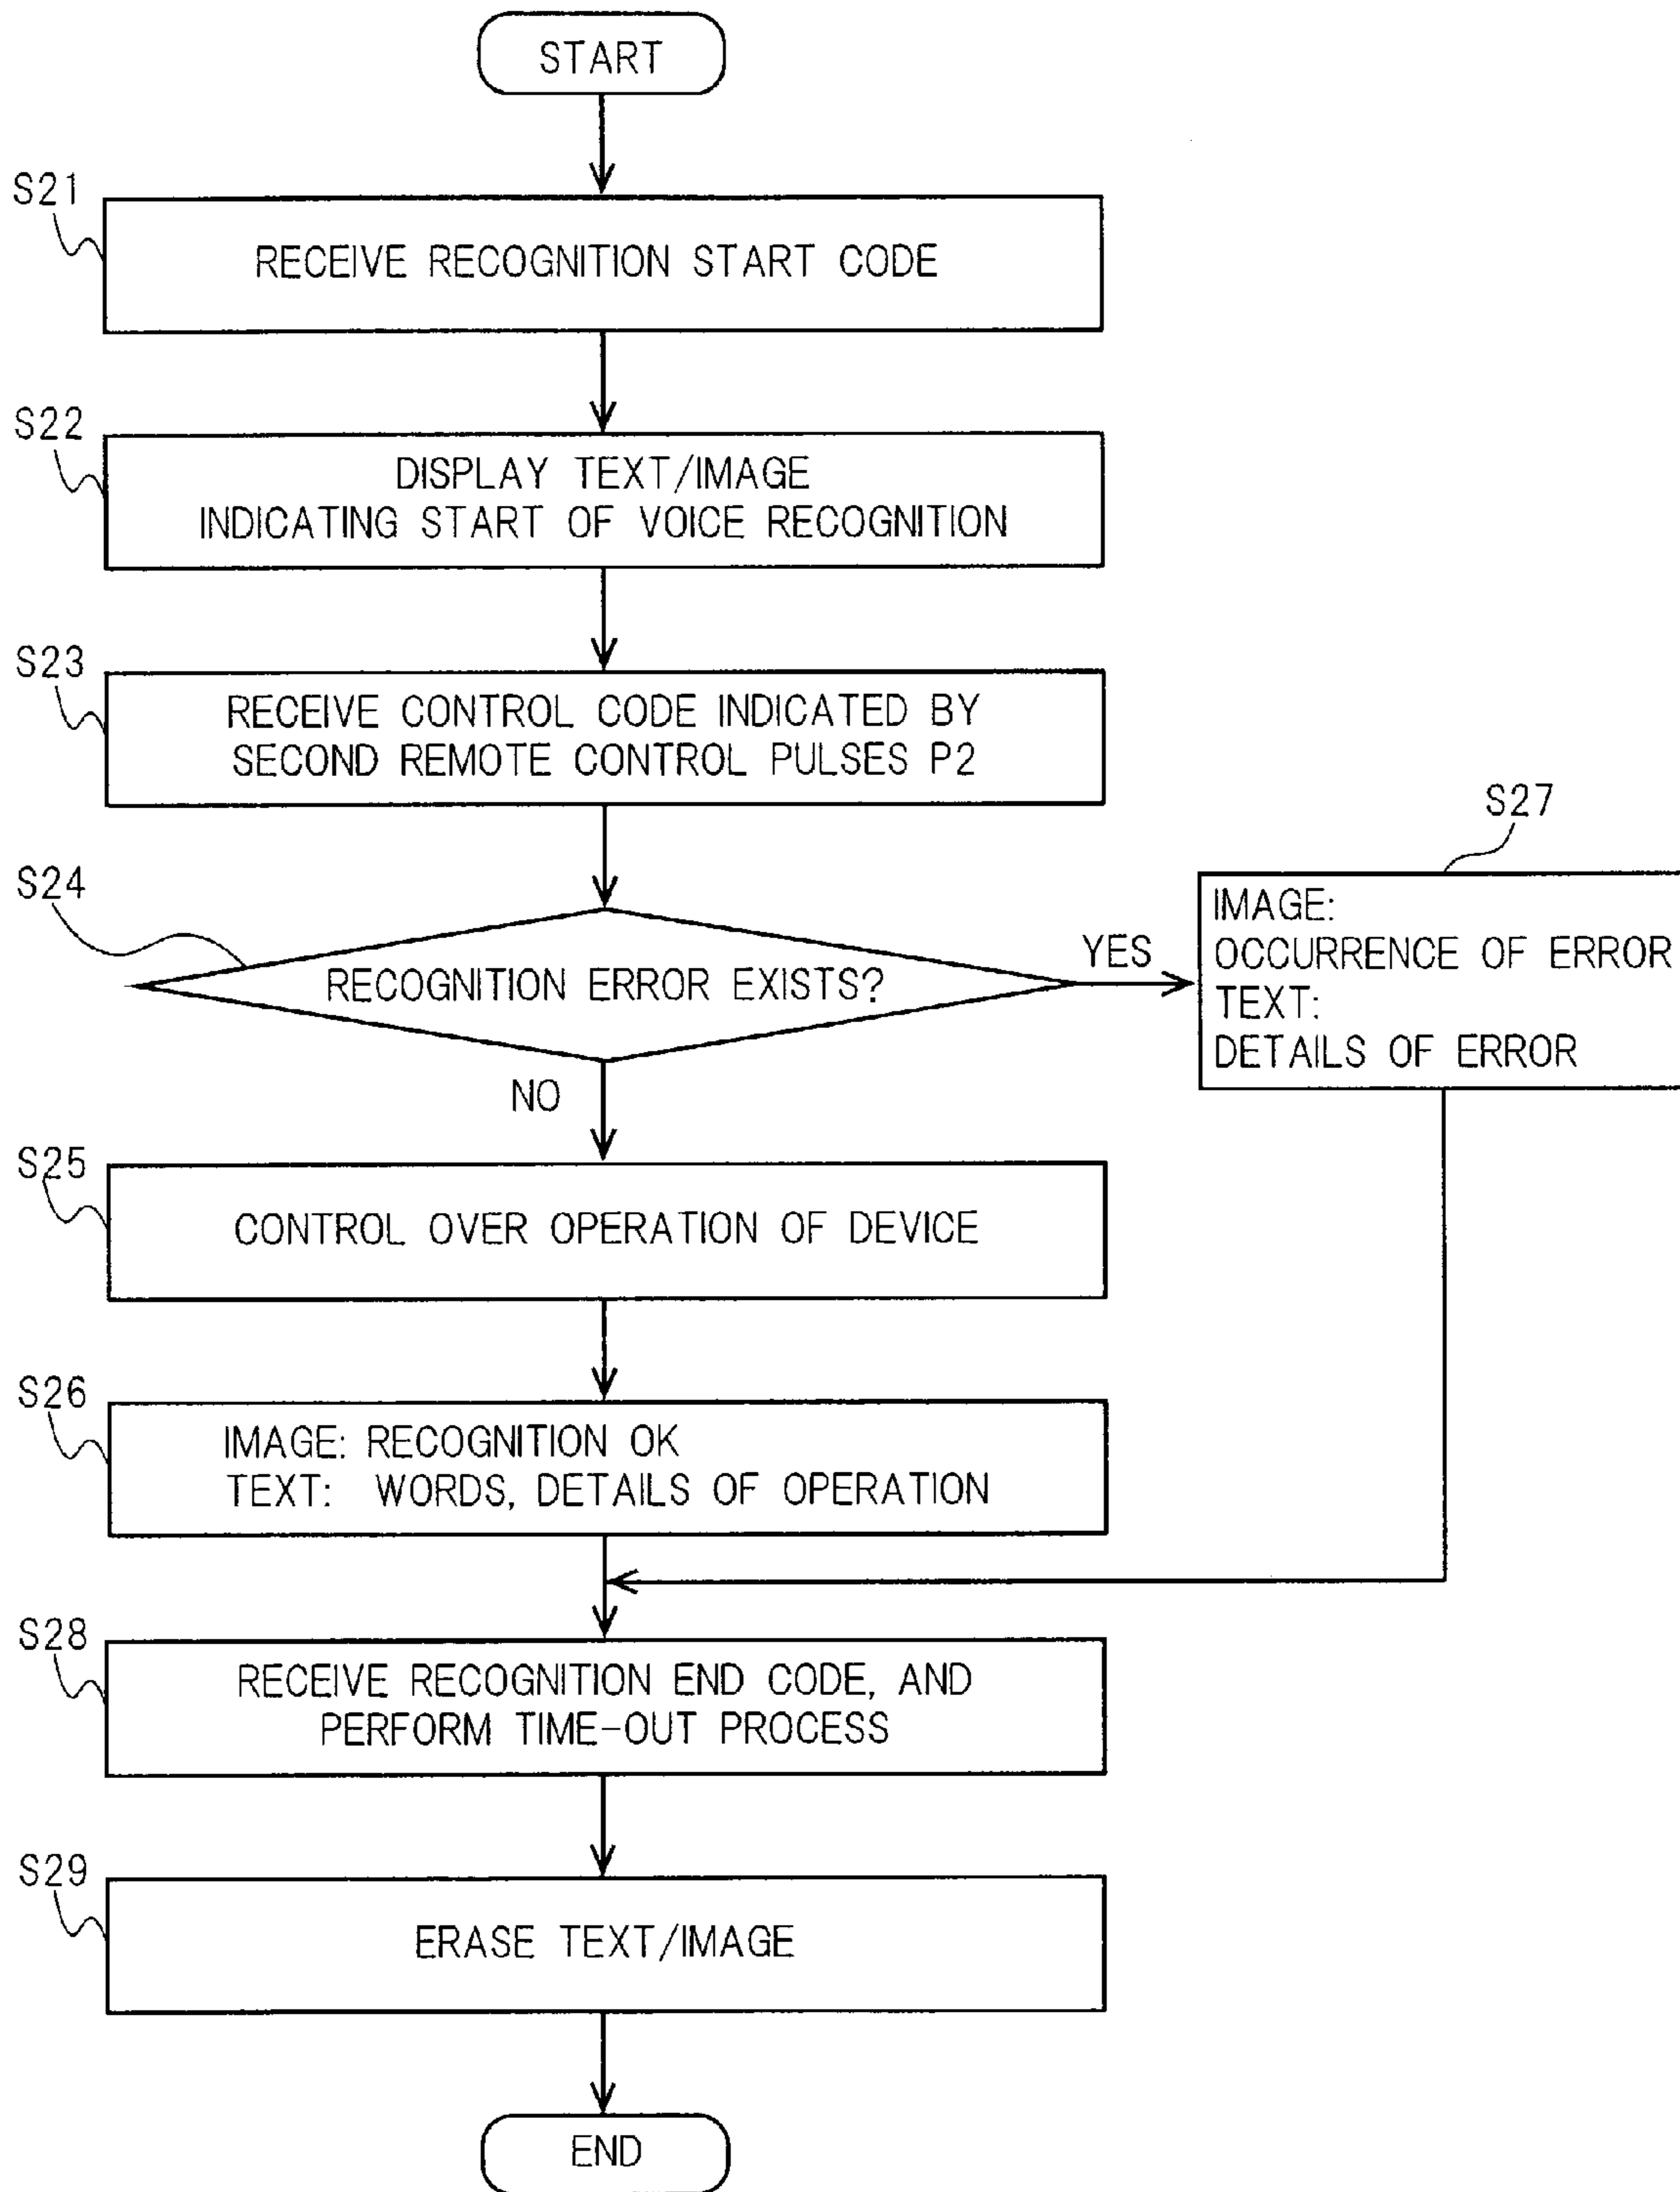 START
S21
RECEIVE RECOGNITION START CODE
S22
DISPLAY TEXT/IMAGE
INDICATING START OF VOICE RECOGNITION
S23
RECEIVE CONTROL CODE INDICATED BY
SECOND REMOTE CONTROL PULSES P2
S24
RECOGNITION ERROR EXISTS?
YES
S27
IMAGE:
OCCURRENCE OF ERROR
TEXT:
DETAILS OF ERROR
NO
S25
CONTROL OVER OPERATION OF DEVICE
S26
IMAGE: RECOGNITION OK
TEXT: WORDS, DETAILS OF OPERATION
S28
RECEIVE RECOGNITION END CODE, AND
PERFORM TIME-OUT PROCESS
S29
ERASE TEXT/IMAGE
END